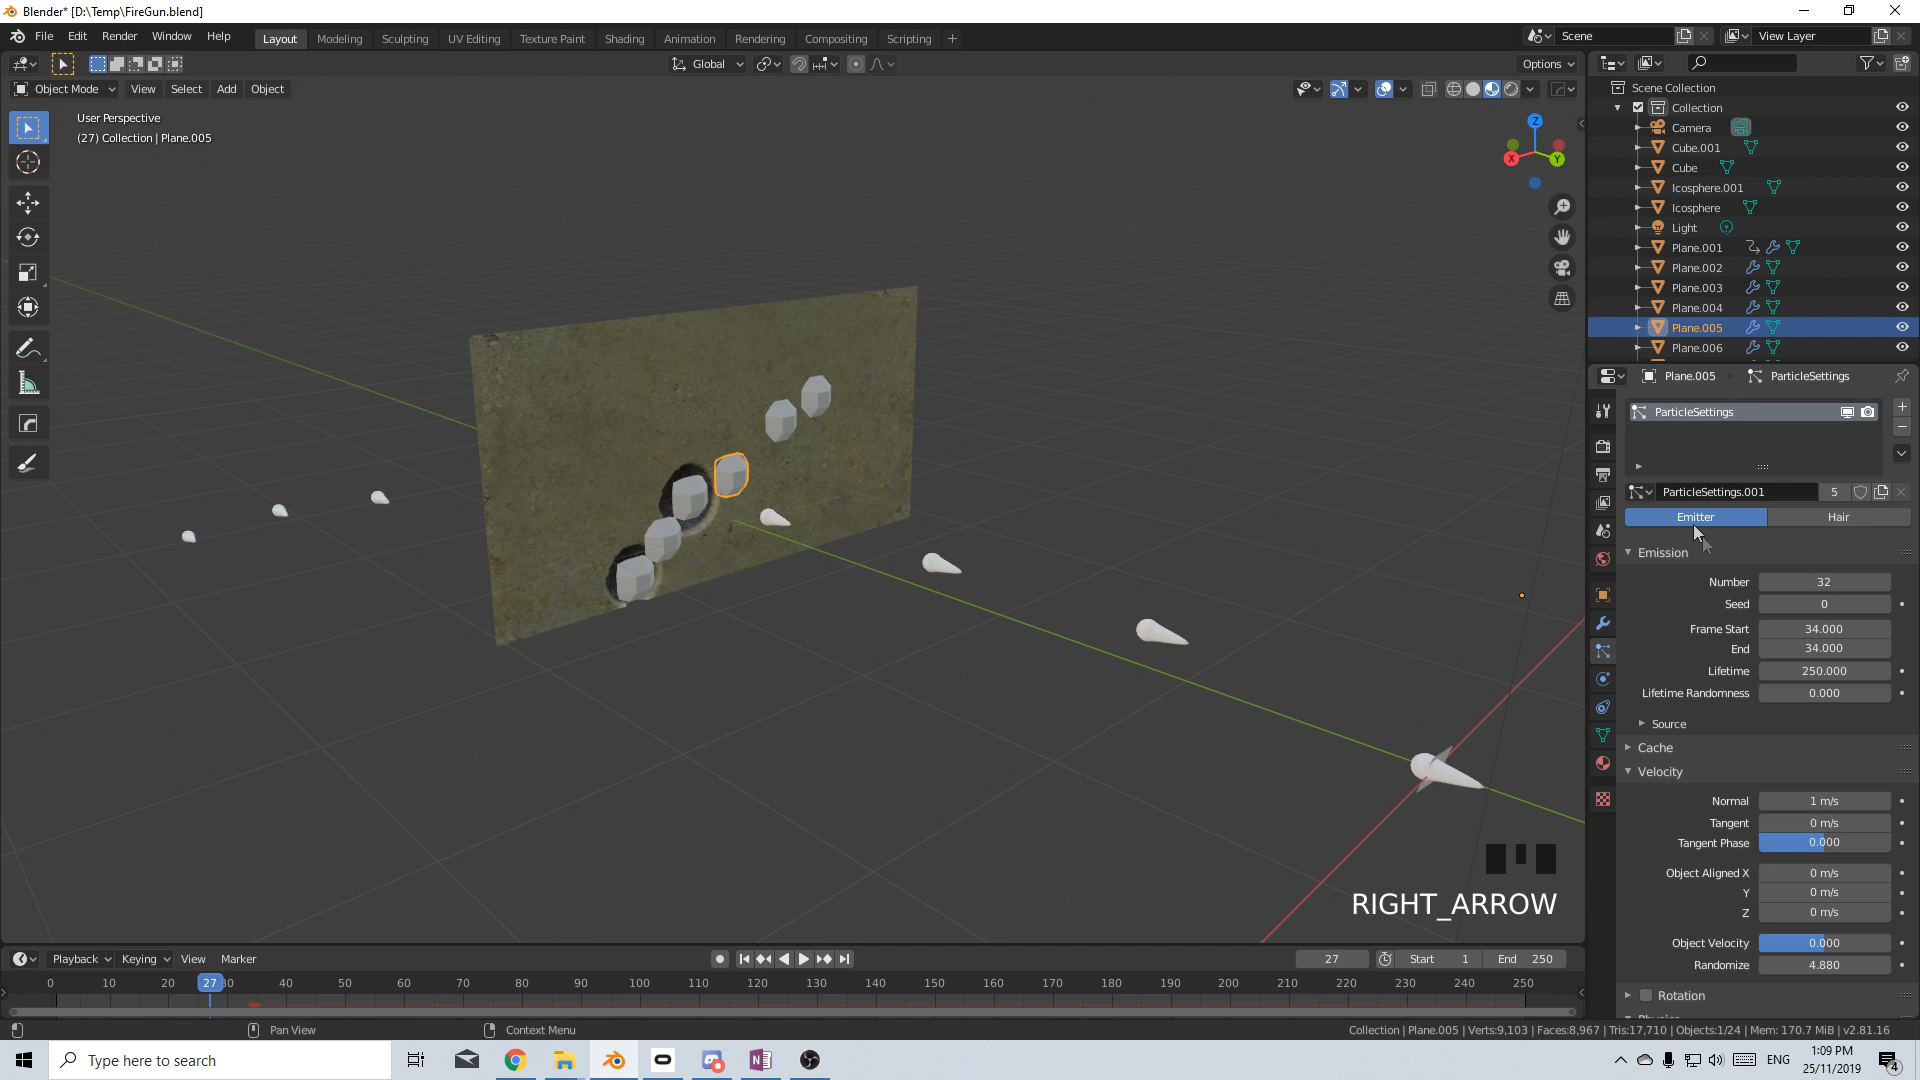 Blender* [D:\Temp\FireGun.blend]
File Edit Render Window Help
Layout Modeling Sculpting UV Editing Texture Paint Shading Animation Rendering Compositing Scripting +
Scene
View Layer
Global
Options
Object Mode View Select Add Object
User Perspective
(27) Collection | Plane.005
Z
X
Y
Scene Collection
Collection
Camera
Cube.001
Cube
Icosphere.001
Icosphere
Light
Plane.001
Plane.002
Plane.003
Plane.004
Plane.005
Plane.006
Plane.005 ParticleSettings
ParticleSettings
ParticleSettings.001 5
Emitter Hair
Emission
Number 32
Seed 0
Frame Start 34.000
End 34.000
Lifetime 250.000
Lifetime Randomness 0.000
Source
Cache
Velocity
Normal 1 m/s
Tangent 0 m/s
Tangent Phase 0.000
Object Aligned X 0 m/s
Y 0 m/s
Z 0 m/s
Object Velocity 0.000
Randomize 4.880
Rotation
RIGHT_ARROW
Playback Keying View Marker
27 Start 1 End 250
0 10 20 27 30 40 50 60 70 80 90 100 110 120 130 140 150 160 170 180 190 200 210 220 230 240 250
Pan View
Context Menu
Collection | Plane.005 | Verts:9,103 | Faces:8,967 | Tris:17,710 | Objects:1/24 | Mem: 170.7 MiB | v2.81.16
Type here to search
ENG
1:09 PM
25/11/2019
4